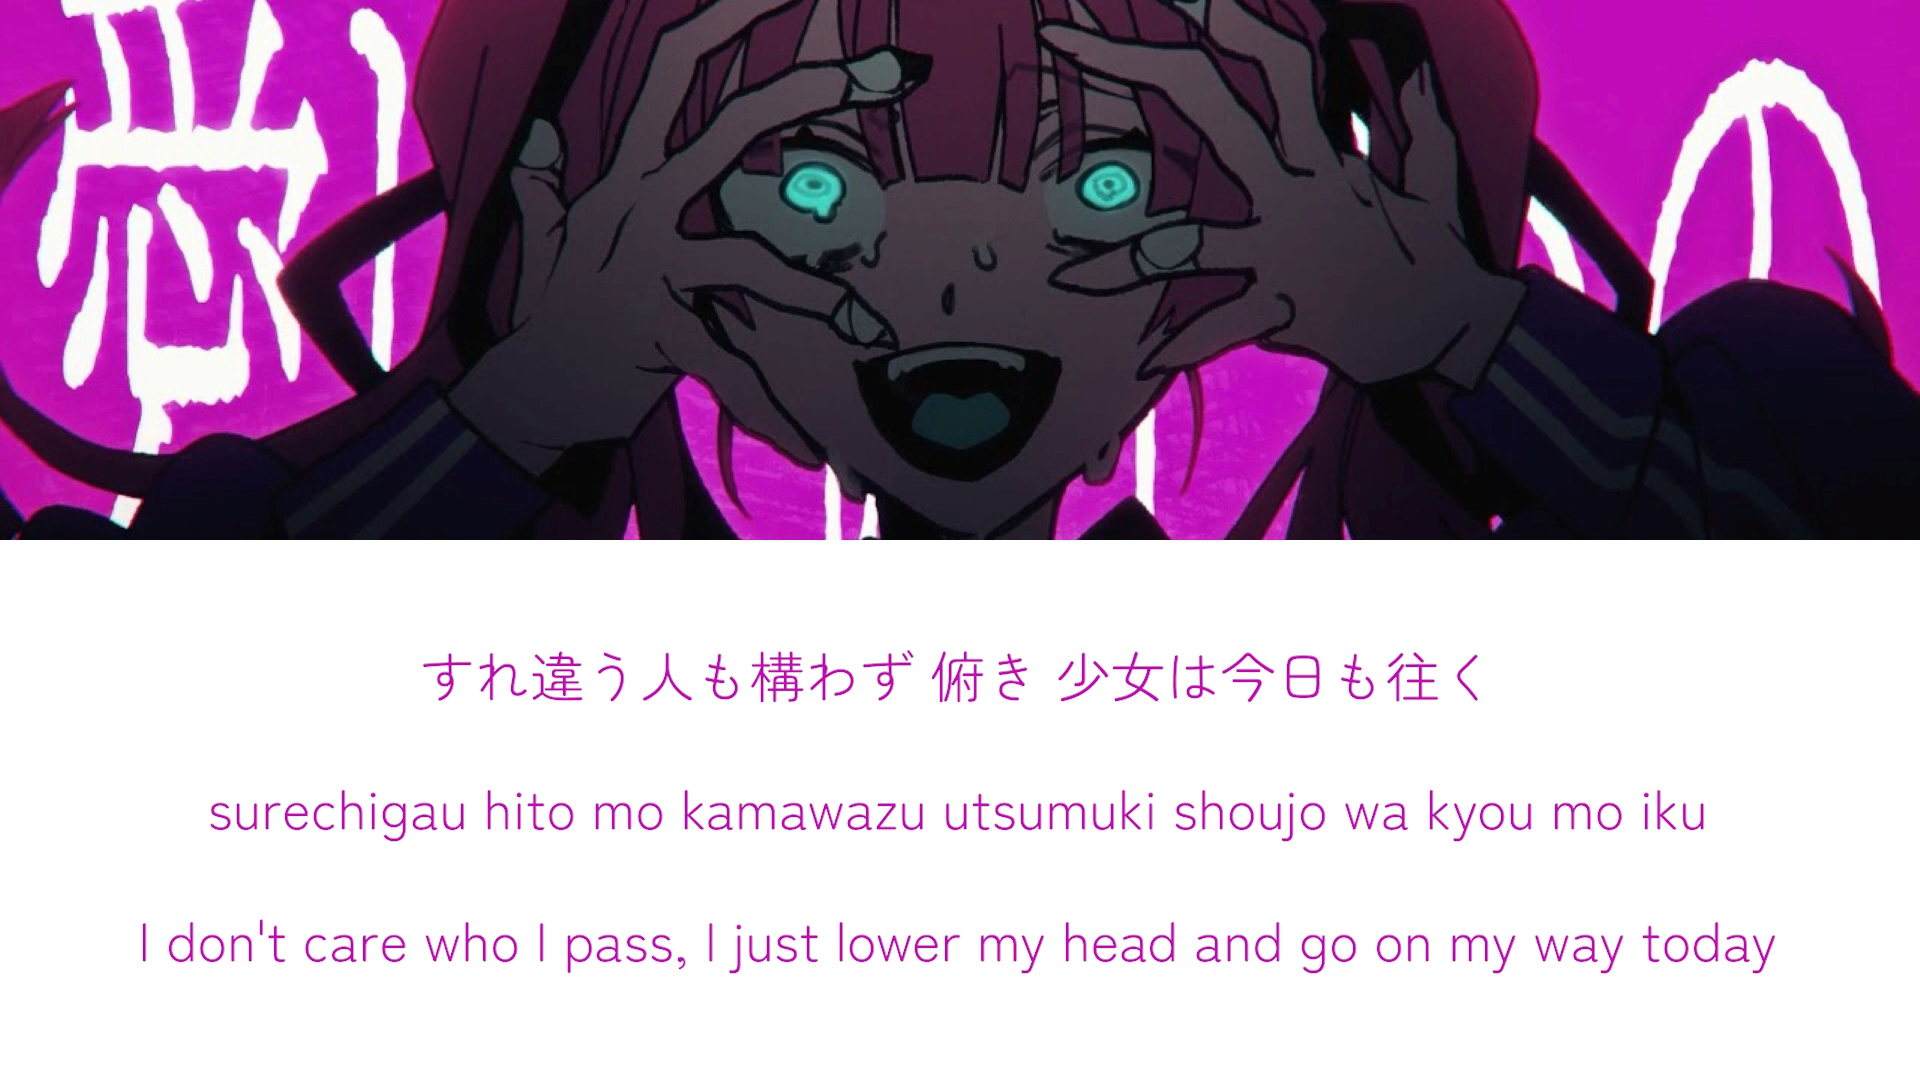 すれ違う人も構わず 俯き 少女は今日も往く
surechigau hito mo kamawazu utsumuki shoujo wa kyou mo iku
I don't care who I pass, I just lower my head and go on my way today